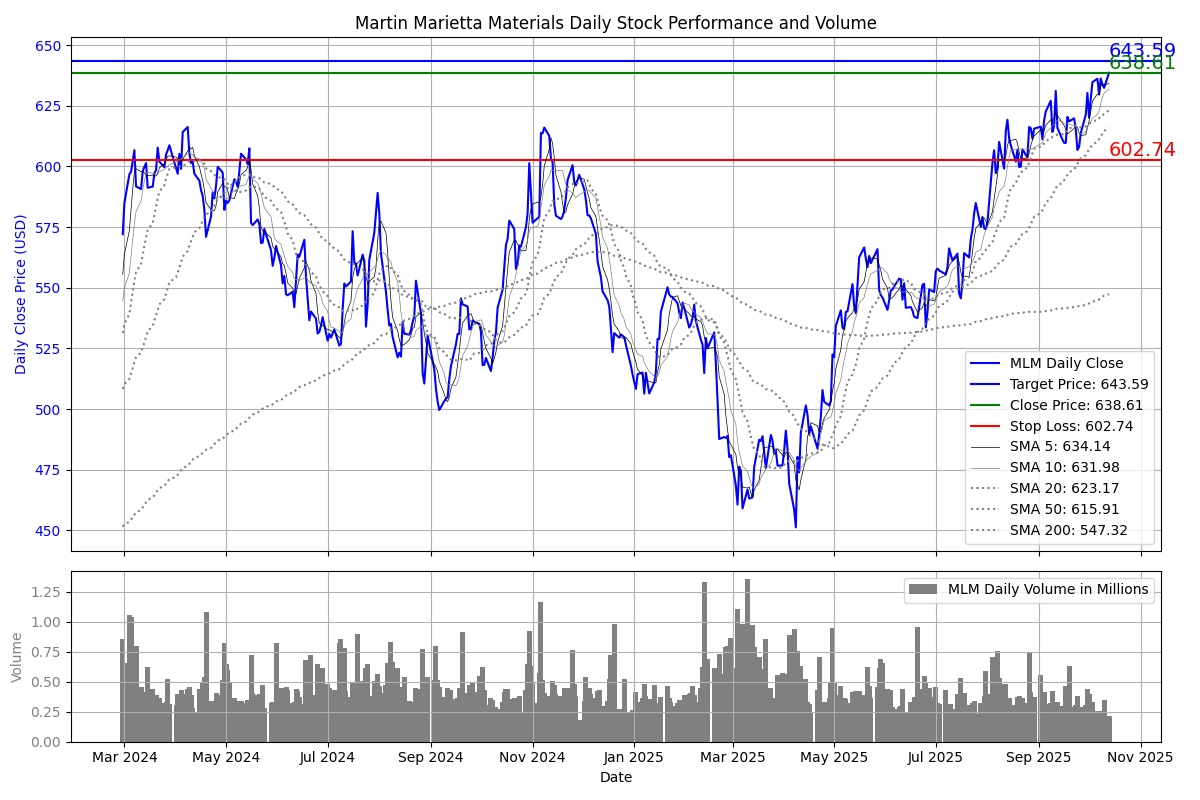 Martin Marietta Materials Daily Stock Performance and Volume
650
625
600
575
550
525
500
475
450
Daily Close Price (USD)
643.59
638.61
602.74
MLM Daily Close
Target Price: 643.59
Close Price: 638.61
Stop Loss: 602.74
SMA 5: 634.14
SMA 10: 631.98
SMA 20: 623.17
SMA 50: 615.91
SMA 200: 547.32
1.25
1.00
0.75
0.50
0.25
0.00
Volume
MLM Daily Volume in Millions
Mar 2024 May 2024 Jul 2024 Sep 2024 Nov 2024 Jan 2025 Mar 2025 May 2025 Jul 2025 Sep 2025 Nov 2025
Date